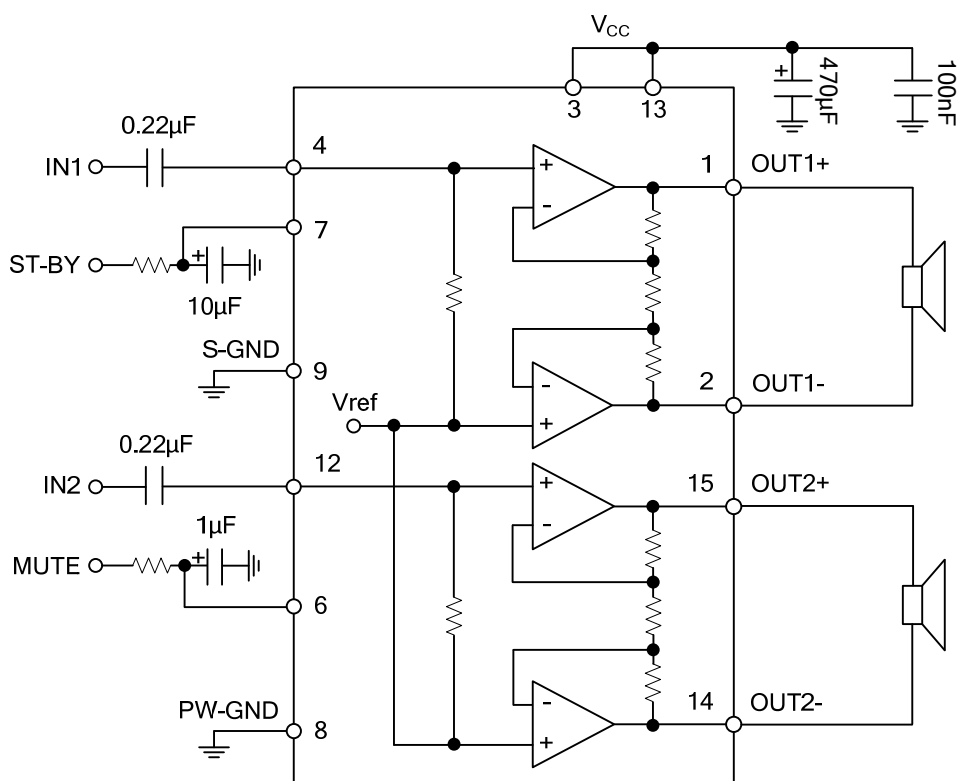 VCC
470µF
100nF
3
13
0.22µF
4
1
OUT1+
IN1
+
-
7
ST-BY
+
10µF
S-GND
9
2
OUT1-
-
+
Vref
0.22µF
12
15
OUT2+
IN2
+
-
1µF
MUTE
+
6
PW-GND
8
14
OUT2-
-
+
+